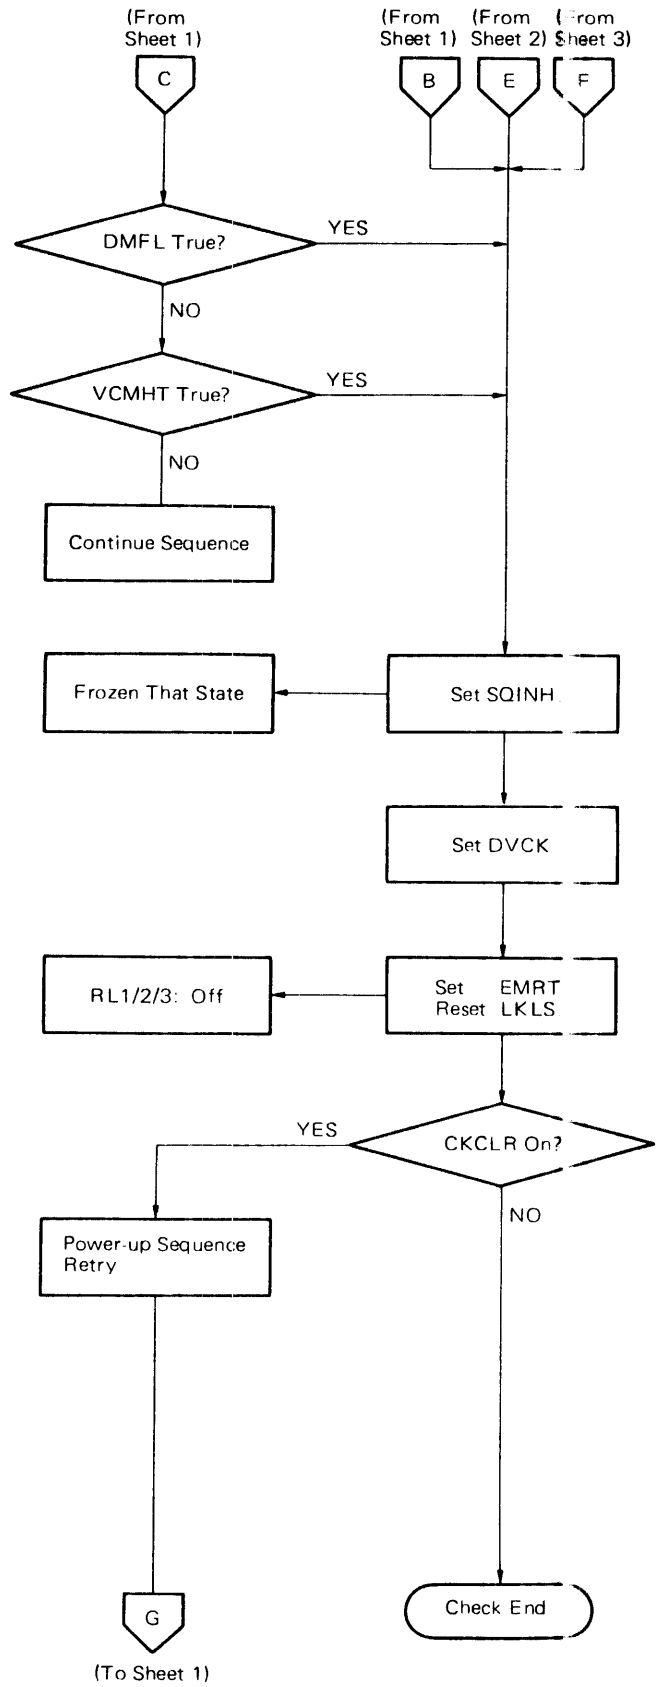 (From
Sheet 1)
C
(From
Sheet 1)
B
(From
Sheet 2)
E
(From
Sheet 3)
F
DMFL True?
YES
NO
VCMHT True?
YES
NO
Continue Sequence
Frozen That State
Set SQINH
Set DVCK
RL1/2/3: Off
Set EMRT
Reset LKLS
YES
CKCLR On?
NO
Power-up Sequence
Retry
G
(To Sheet 1)
Check End